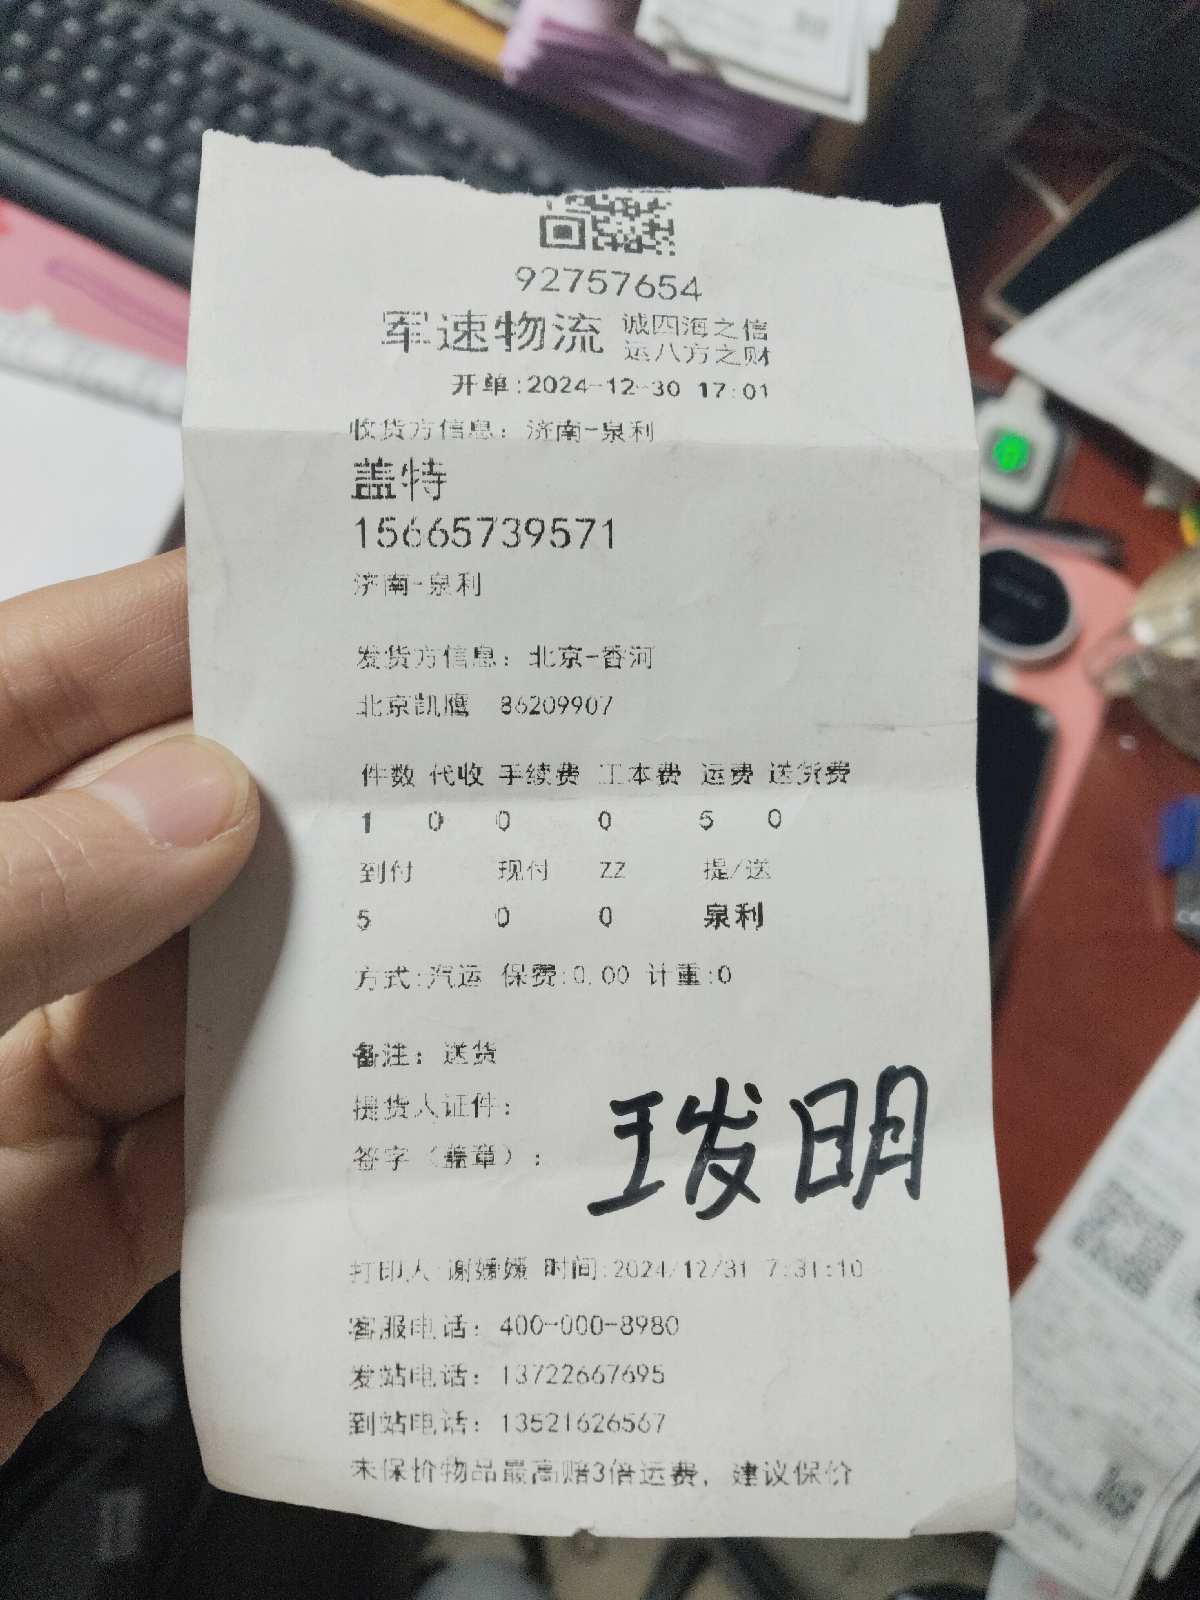 92757654
军速物流 诚四海之信
运八方之财
开单:2024-12-30 17:01
收货方信息: 济南-泉利
盖特
15665739571
济南-泉利
发货方信息: 北京-香河
北京凯鹰 86209907
件数 代收 手续费 工本费 运费 送货费
1 0 0 0 5 0
到付 现付 ZZ 提/送
5 0 0 泉利
方式:汽运 保费:0.00 计重:0
备注: 送货
提货人证件:
签字(盖章):
打印人:谢媛媛 时间:2024/12/31 7:31:10
客服电话: 400-000-8980
发站电话: 13722667695
到站电话: 13521626567
未保价物品最高赔3倍运费, 建议保价